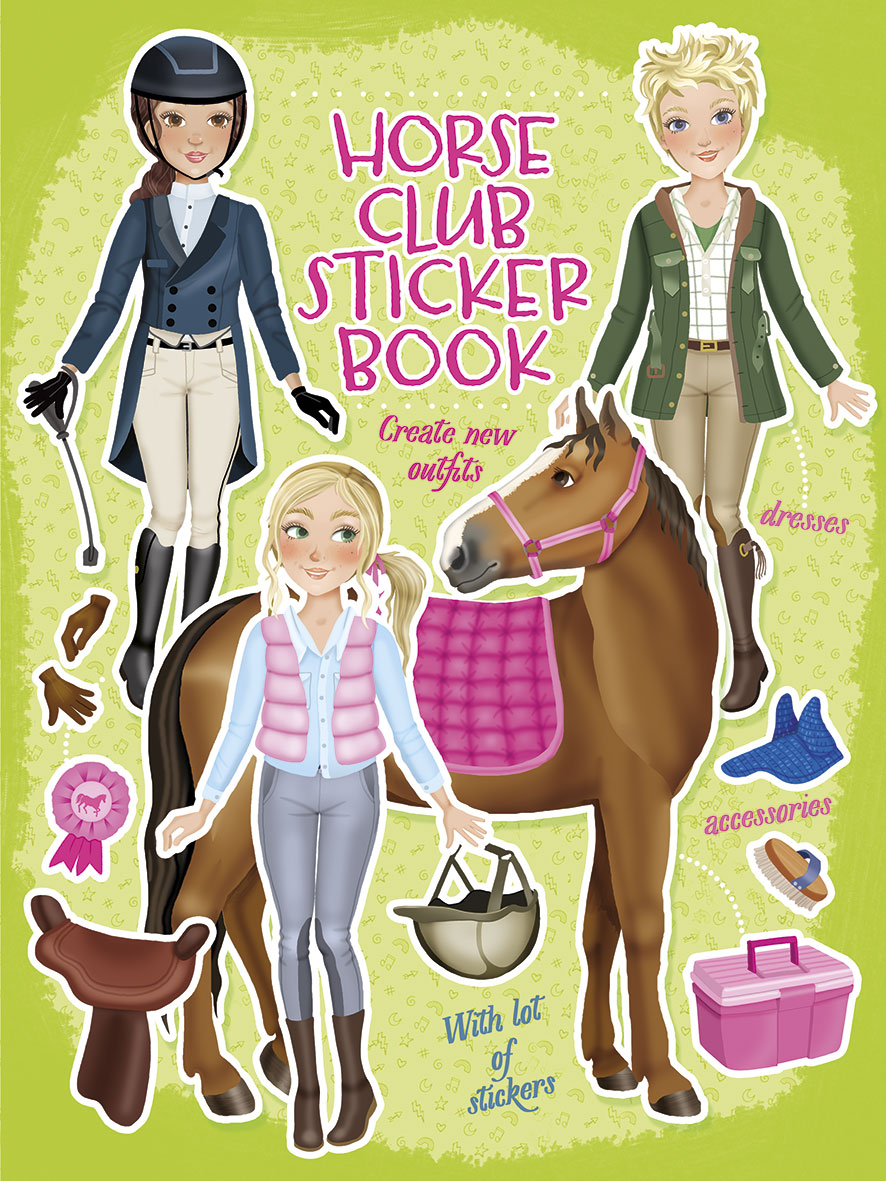 HORSE
CLUB
STICKER
BOOK
Create new
outfits
dresses
accessories
With lot
of
stickers